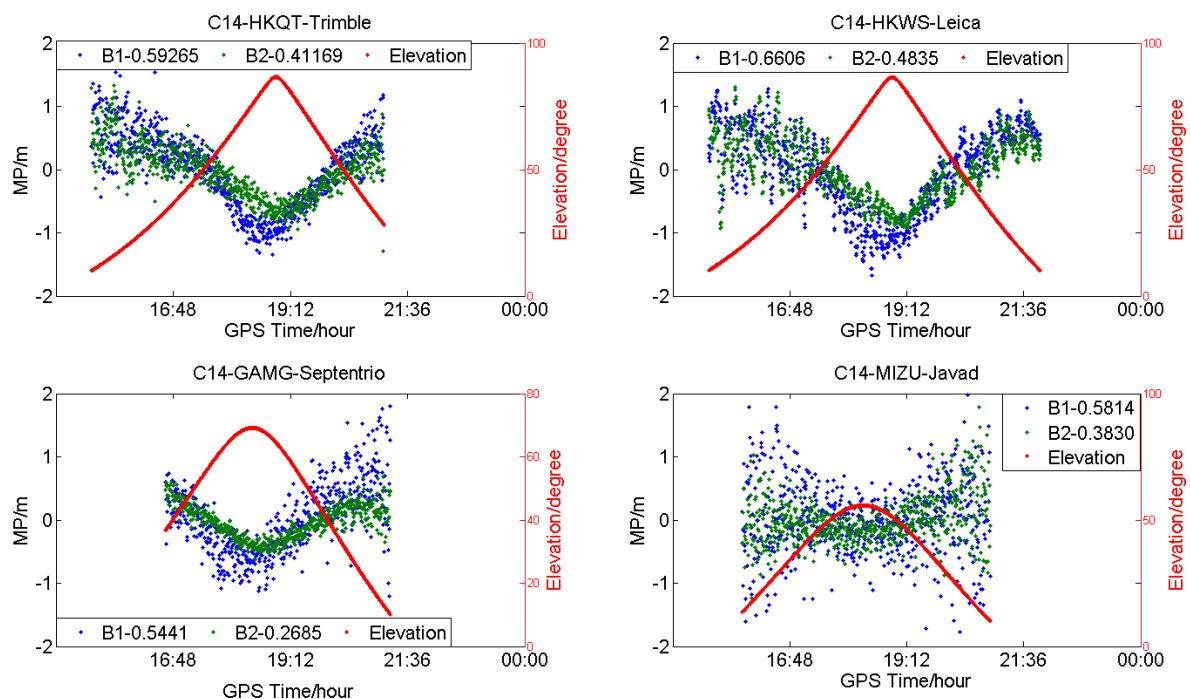 C14-HKQT-Trimble
B1-0.59265 B2-0.41169 Elevation
2
1
0
-1
-2
MP/m
16:48 19:12 21:36 00:00
GPS Time/hour
100
50
0
Elevation/degree
C14-HKWS-Leica
B1-0.6606 B2-0.4835 Elevation
2
1
0
-1
-2
MP/m
16:48 19:12 21:36 00:00
GPS Time/hour
100
50
0
Elevation/degree
C14-GAMG-Septentrio
2
1
0
-1
-2
MP/m
B1-0.5441 B2-0.2685 Elevation
16:48 19:12 21:36 00:00
GPS Time/hour
80
60
40
20
0
Elevation/degree
C14-MIZU-Javad
B1-0.5814
B2-0.3830
Elevation
2
1
0
-1
-2
MP/m
16:48 19:12 21:36 00:00
GPS Time/hour
100
50
0
Elevation/degree